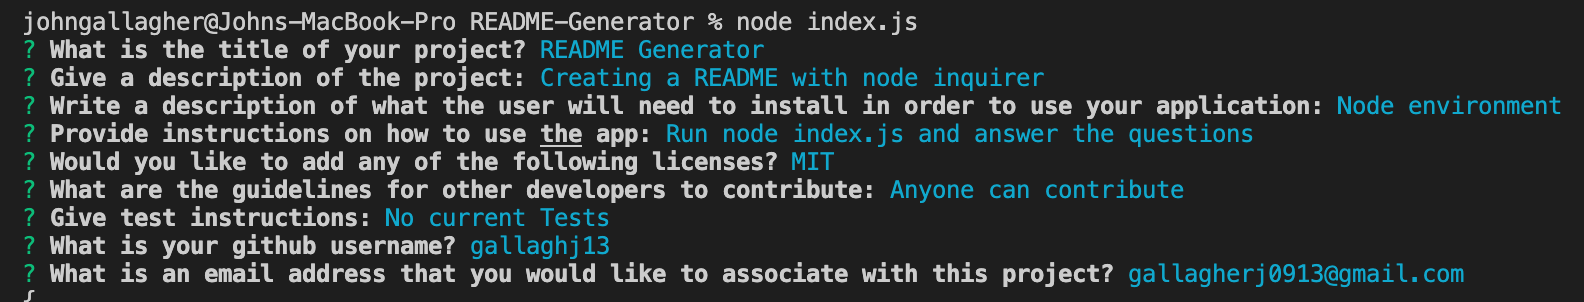 johngallagher@Johns-MacBook-Pro README-Generator % node index.js
? What is the title of your project? README Generator
? Give a description of the project: Creating a README with node inquirer
? Write a description of what the user will need to install in order to use your application: Node environment
? Provide instructions on how to use the app: Run node index.js and answer the questions
? Would you like to add any of the following licenses? MIT
? What are the guidelines for other developers to contribute: Anyone can contribute
? Give test instructions: No current Tests
? What is your github username? gallaghj13
? What is an email address that you would like to associate with this project? gallagherj0913@gmail.com
{